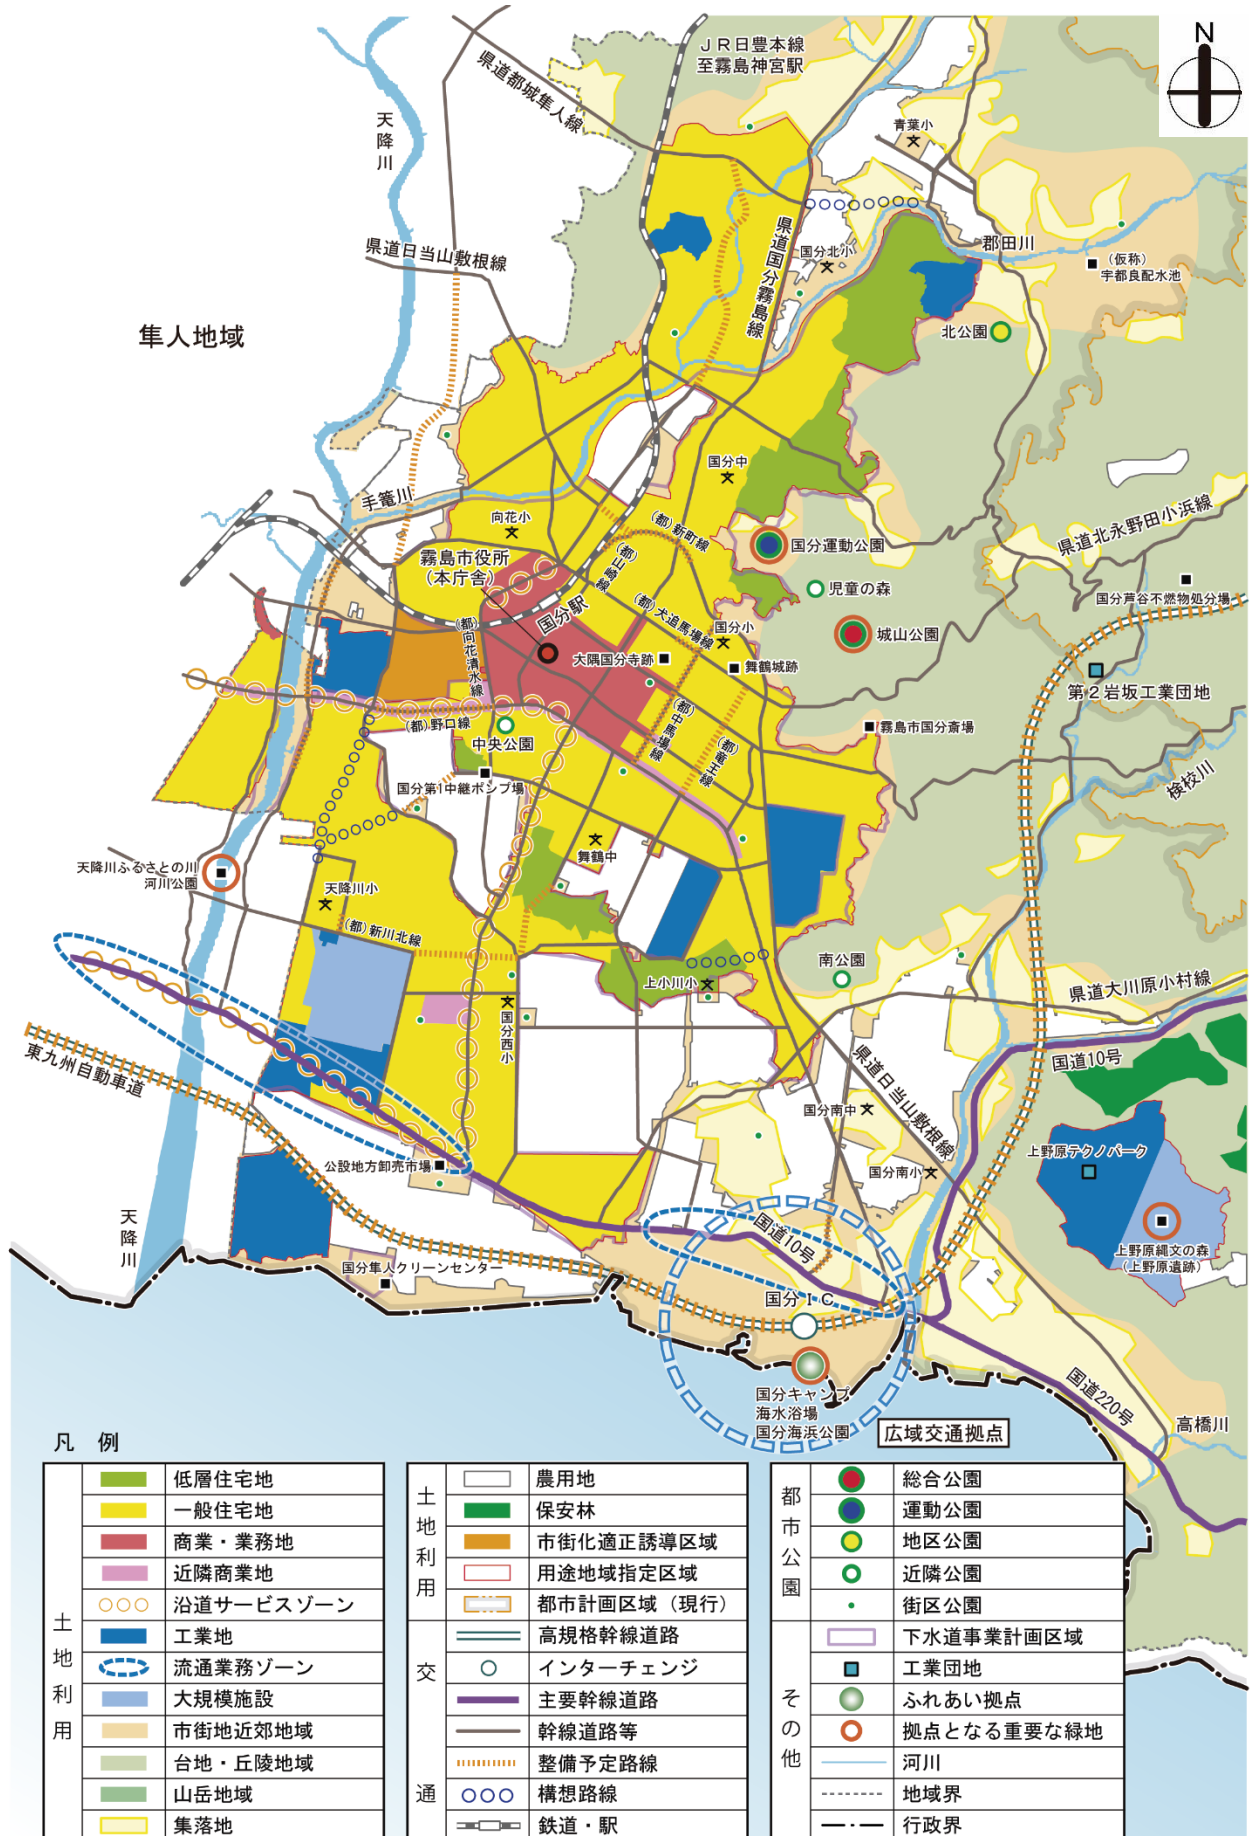 N
JR日豊本線
至霧島神宮駅
県道都城隼人線
天降川
青葉小
県道日当山敷根線
県道国分霧島線
国分北小
郡田川
(仮称)
宇都良配水池
隼人地域
北公園
国分中
手篭川
向花小
(都)新町線
(都)山崎線
国分運動公園
県道北永野田小浜線
霧島市役所
(本庁舎)
国分駅
児童の森
国分芦谷不燃物処分場
(都)犬追馬場線
国分小
城山公園
(都)向花清水線
大隅国分寺跡
舞鶴城跡
第2岩坂工業団地
(都)野口線
中央公園
(都)中馬場線
(都)竜王線
霧島市国分斎場
国分第1中継ポンプ場
検校川
舞鶴中
天降川ふるさとの川
河川公園
天降川小
(都)新川北線
南公園
上小川小
県道大川原小村線
国分西小
東九州自動車道
国道10号
県道日当山敷根線
国分南中
上野原テクノパーク
公設地方卸売市場
国分南小
天降川
国道10号
上野原縄文の森
(上野原遺跡)
国分隼人クリーンセンター
国分IC
国分キャンプ
海水浴場
国分海浜公園
国道220号
高橋川
広域交通拠点
凡 例
土地利用
低層住宅地
一般住宅地
商業・業務地
近隣商業地
沿道サービスゾーン
工業地
流通業務ゾーン
大規模施設
市街地近郊地域
台地・丘陵地域
山岳地域
集落地
土地利用
農用地
保安林
市街化適正誘導区域
用途地域指定区域
都市計画区域(現行)
交通
高規格幹線道路
インターチェンジ
主要幹線道路
幹線道路等
整備予定路線
構想路線
鉄道・駅
都市公園
総合公園
運動公園
地区公園
近隣公園
街区公園
その他
下水道事業計画区域
工業団地
ふれあい拠点
拠点となる重要な緑地
河川
地域界
行政界